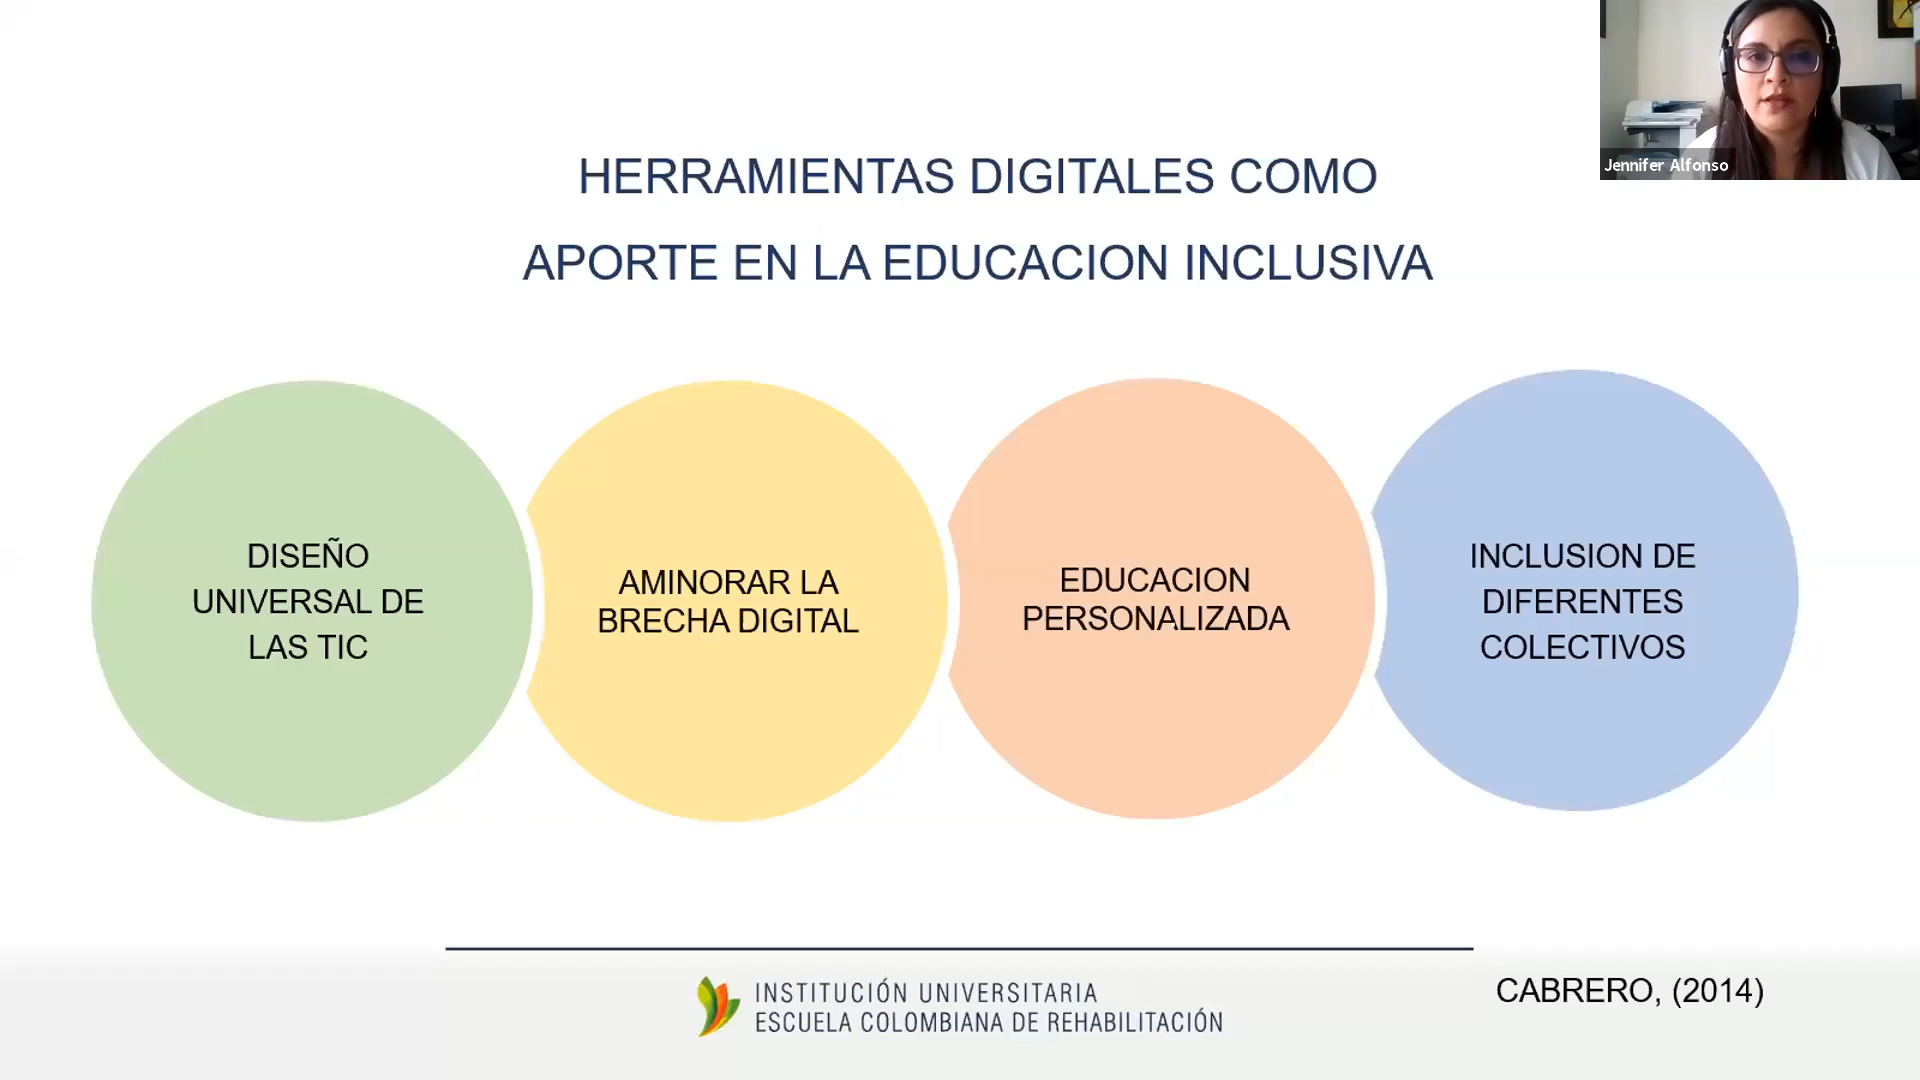 Jennifer Alfonso
HERRAMIENTAS DIGITALES COMO
APORTE EN LA EDUCACION INCLUSIVA
DISEÑO
UNIVERSAL DE
LAS TIC
AMINORAR LA
BRECHA DIGITAL
EDUCACION
PERSONALIZADA
INCLUSION DE
DIFERENTES
COLECTIVOS
INSTITUCIÓN UNIVERSITARIA
ESCUELA COLOMBIANA DE REHABILITACIÓN
CABRERO, (2014)